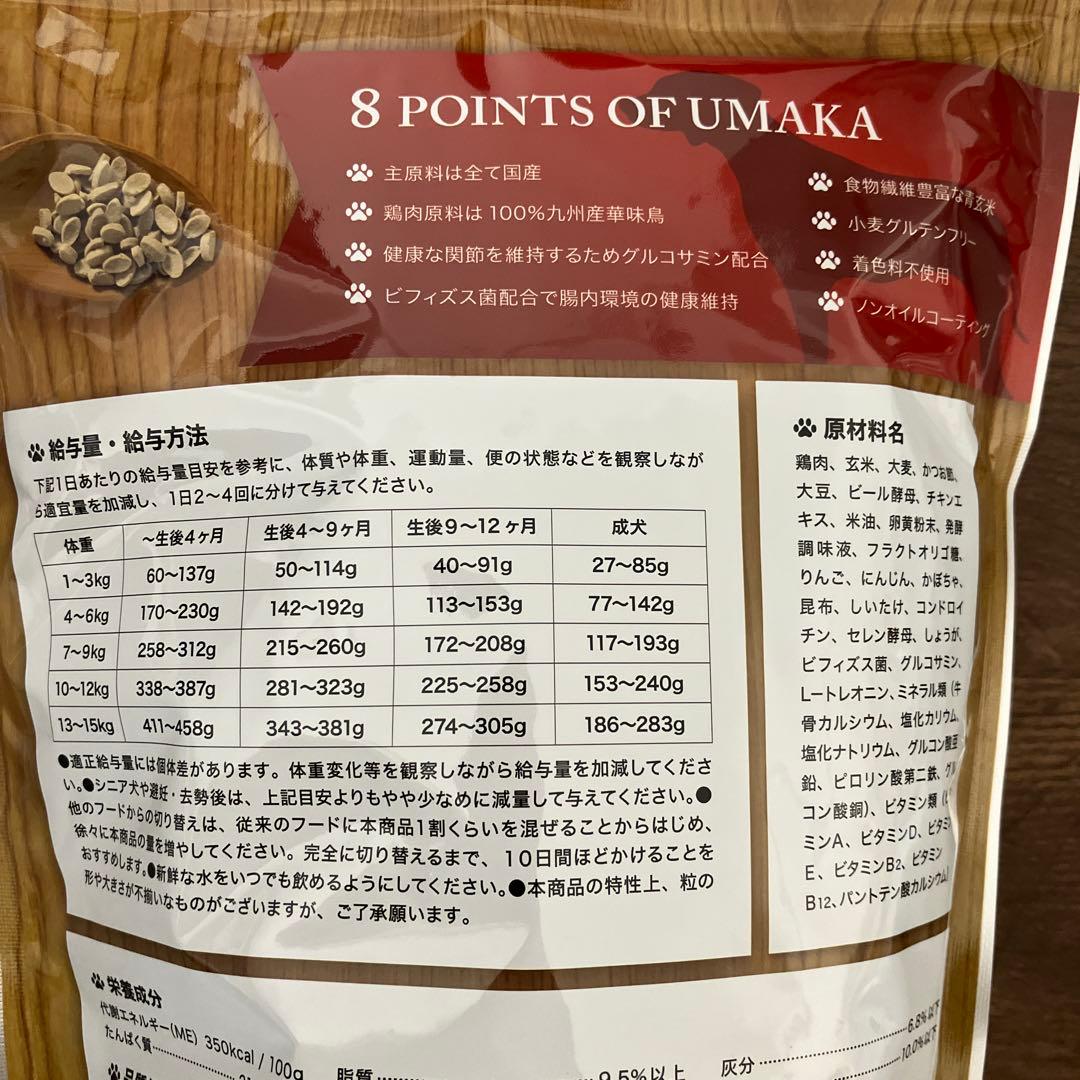 8 POINTS OF UMAKA
主原料は全て国産
鶏肉原料は100%九州産華味鳥
健康な関節を維持するためグルコサミン配合
ビフィズス菌配合で腸内環境の健康維持
食物繊維豊富な青玄米
小麦グルテンフリー
着色料不使用
ノンオイルコーティング
給与量・給与方法
下記1日あたりの給与量目安を参考に、体質や体重、運動量、便の状態などを観察しなが
ら適宜量を加減し、1日2〜4回に分けて与えてください。
体重 〜生後4ヶ月 生後4〜9ヶ月 生後9〜12ヶ月 成犬
1〜3kg 60〜137g 50〜114g 40〜91g 27〜85g
4〜6kg 170〜230g 142〜192g 113〜153g 77〜142g
7〜9kg 258〜312g 215〜260g 172〜208g 117〜193g
10〜12kg 338〜387g 281〜323g 225〜258g 153〜240g
13〜15kg 411〜458g 343〜381g 274〜305g 186〜283g
●適正給与量には個体差があります。体重変化等を観察しながら給与量を加減してくださ
い。●シニア犬や避妊・去勢後は、上記目安よりもやや少なめに減量して与えてください。●
他のフードからの切り替えは、従来のフードに本商品1割くらいを混ぜることからはじめ、
徐々に本商品の量を増やしてください。完全に切り替えるまで、10日間ほどかけることを
おすすめします。●新鮮な水をいつでも飲めるようにしてください。●本商品の特性上、粒の
形や大きさが不揃いなものがございますが、ご了承願います。
原材料名
鶏肉、玄米、大麦、かつお節、
大豆、ビール酵母、チキンエ
キス、米油、卵黄粉末、発酵
調味液、フラクトオリゴ糖、
りんご、にんじん、かぼちゃ、
昆布、しいたけ、コンドロイ
チン、セレン酵母、しょうが、
ビフィズス菌、グルコサミン、
L-トレオニン、ミネラル類（牛
骨カルシウム、塩化カリウム、
塩化ナトリウム、グルコン酸亜
鉛、ピロリン酸第二鉄、グル
コン酸銅）、ビタミン類（
ミンA、ビタミンD、ビタミ
E、ビタミンB2、ビタミン
B12、パントテン酸カルシウム）
栄養成分
代謝エネルギー(ME) 350kcal / 100g
たんぱく質
脂質 9.5%以上
灰分 6.8%以下
10.0%以下